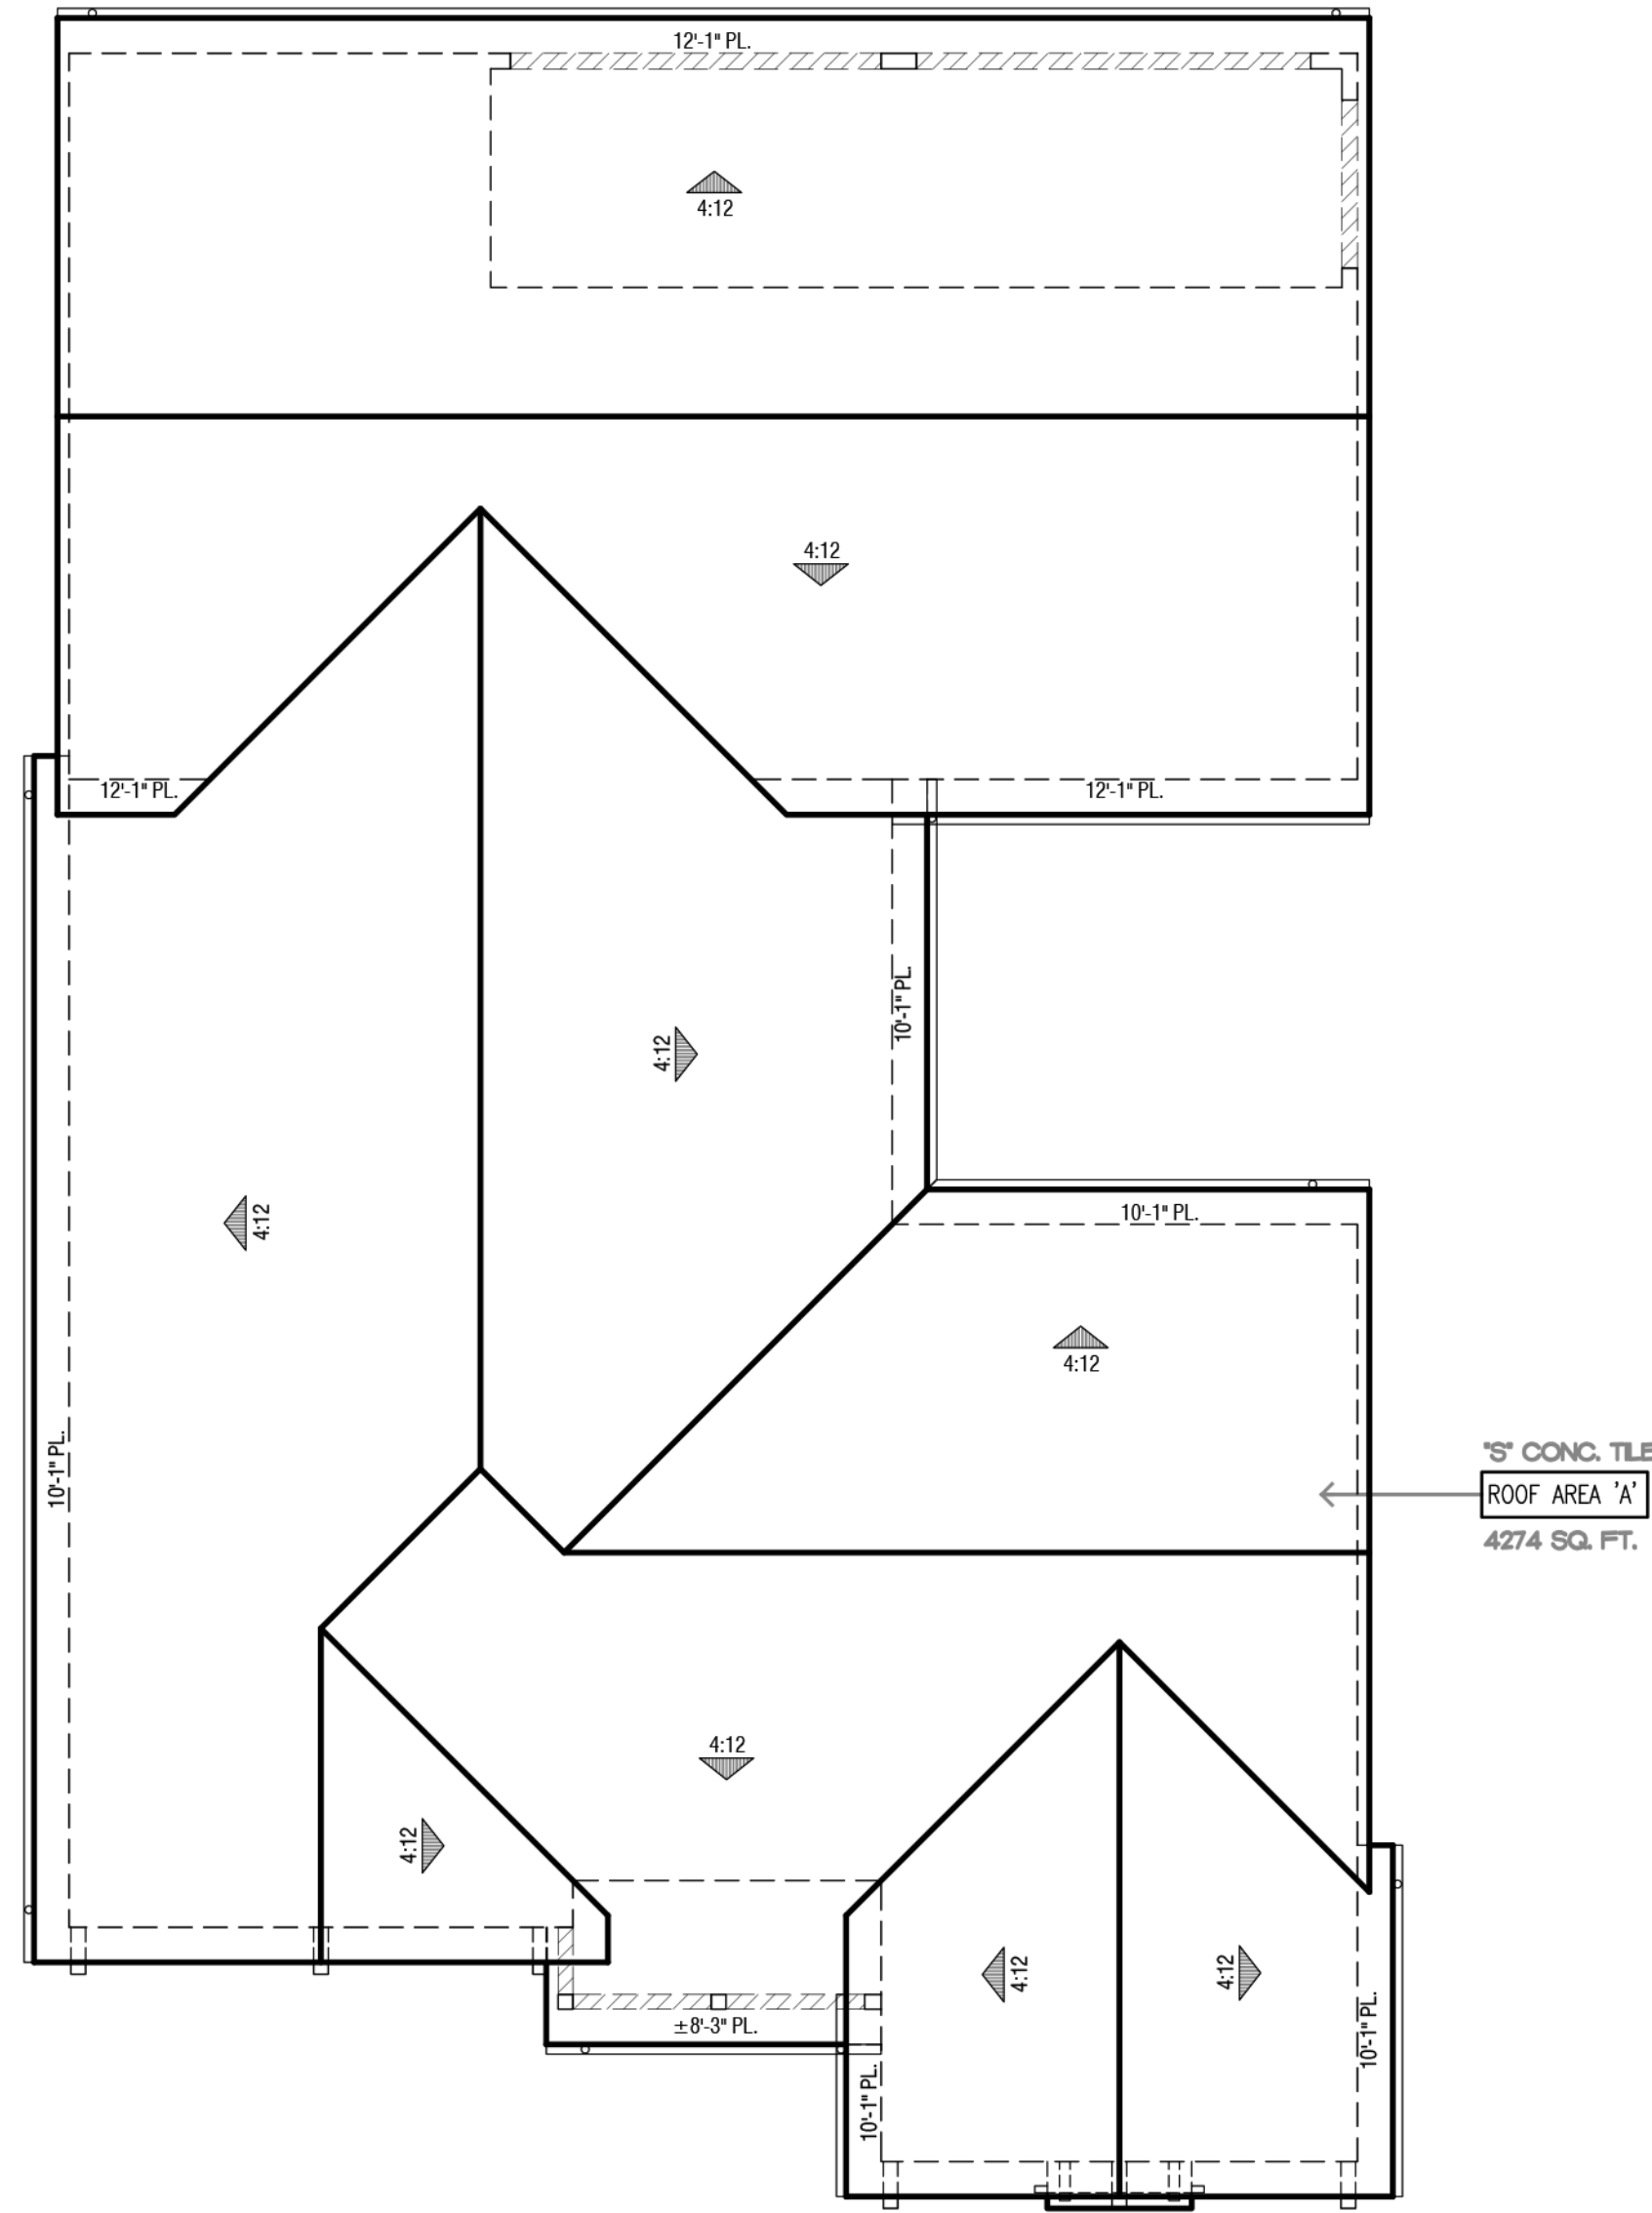 12'-1" PL.
4:12
4:12
12'-1" PL.
12'-1" PL.
10'-1" PL.
4:12
4:12
10'-1" PL.
4:12
10'-1" PL.
"S" CONC. TILE
ROOF AREA 'A'
4274 SQ. FT.
4:12
4:12
4:12
4:12
±8'-3" PL.
10'-1" PL.
10'-1" PL.